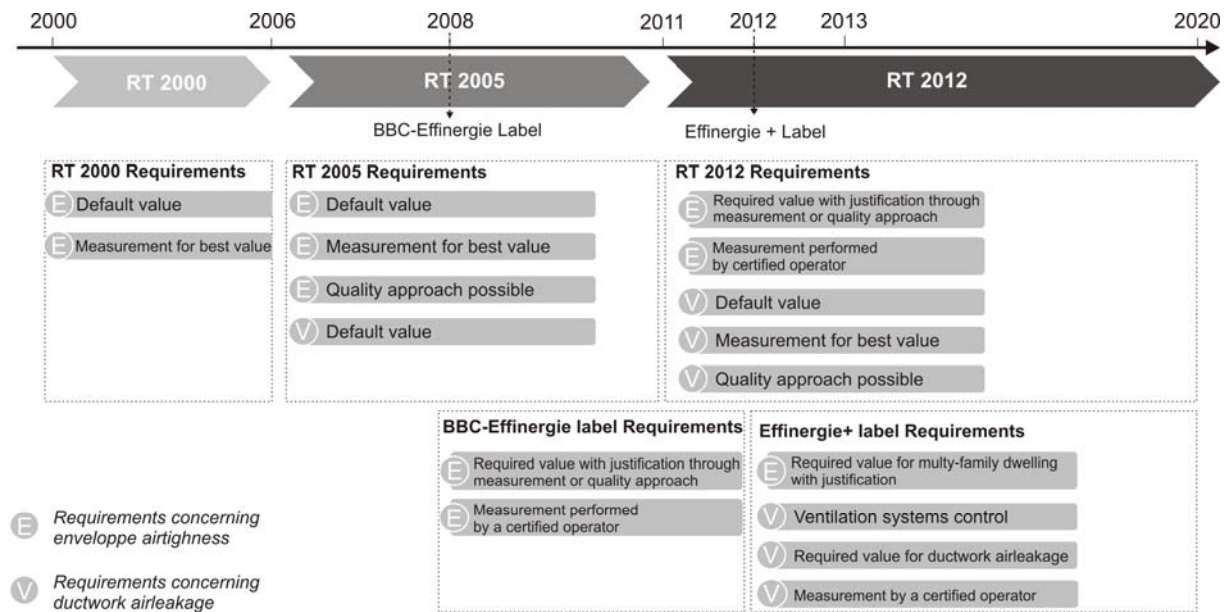 2000 2006 2008 2011 2012 2013 2020
RT 2000 RT 2005 RT 2012
BBC-Effinergie Label Effinergie + Label
RT 2000 Requirements
E Default value
E Measurement for best value
RT 2005 Requirements
E Default value
E Measurement for best value
E Quality approach possible
V Default value
RT 2012 Requirements
E Required value with justification through
measurement or quality approach
E Measurement performed
by certified operator
V Default value
V Measurement for best value
V Quality approach possible
BBC-Effinergie label Requirements
E Required value with justification through
measurement or quality approach
E Measurement performed
by a certified operator
Effinergie+ label Requirements
E Required value for multy-family dwelling
with justification
V Ventilation systems control
V Required value for ductwork airleakage
V Measurement by a certified operator
E Requirements concerning
enveloppe airtighness
V Requirements concerning
ductwork airleakage